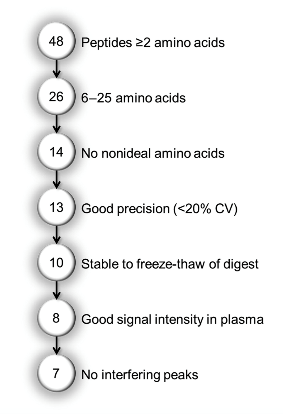 48 Peptides ≥2 amino acids
26 6–25 amino acids
14 No nonideal amino acids
13 Good precision (<20% CV)
10 Stable to freeze-thaw of digest
8 Good signal intensity in plasma
7 No interfering peaks